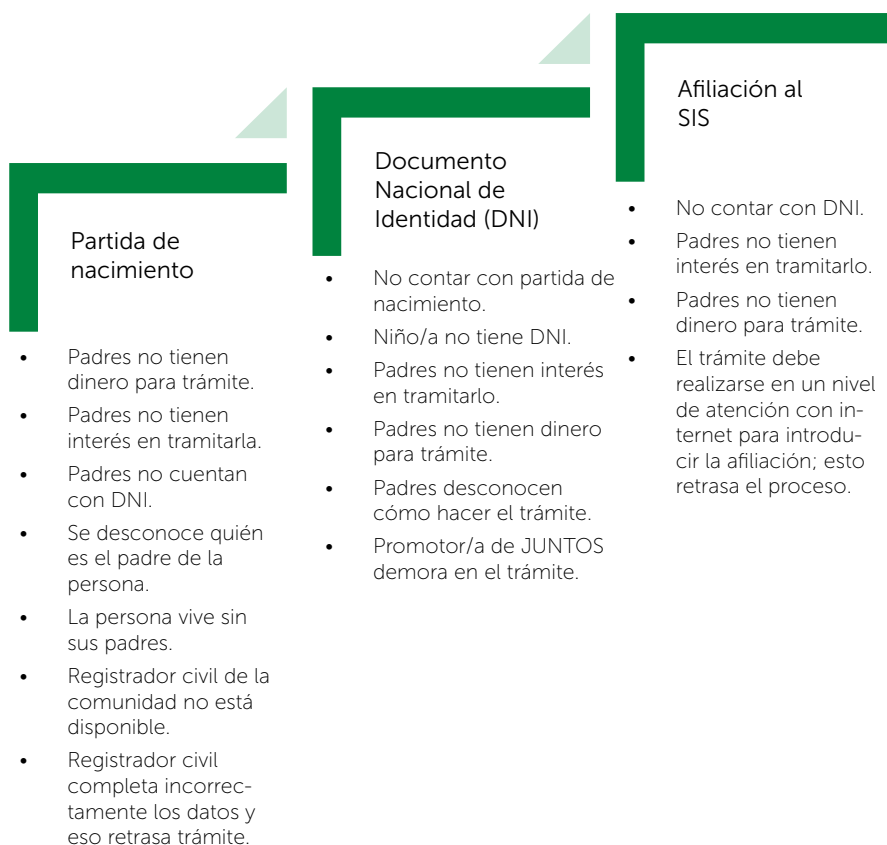 Partida de
nacimiento
• Padres no tienen
dinero para trámite.
• Padres no tienen
interés en tramitarla.
• Padres no cuentan
con DNI.
• Se desconoce quién
es el padre de la
persona.
• La persona vive sin
sus padres.
• Registrador civil de la
comunidad no está
disponible.
• Registrador civil
completa incorrec-
tamente los datos y
eso retrasa trámite.
Documento
Nacional de
Identidad (DNI)
• No contar con partida de
nacimiento.
• Niño/a no tiene DNI.
• Padres no tienen interés
en tramitarlo.
• Padres no tienen dinero
para trámite.
• Padres desconocen
cómo hacer el trámite.
• Promotor/a de JUNTOS
demora en el trámite.
Afiliación al
SIS
• No contar con DNI.
• Padres no tienen
interés en tramitarlo.
• Padres no tienen
dinero para trámite.
• El trámite debe
realizarse en un nivel
de atención con in-
ternet para introdu-
cir la afiliación; esto
retrasa el proceso.